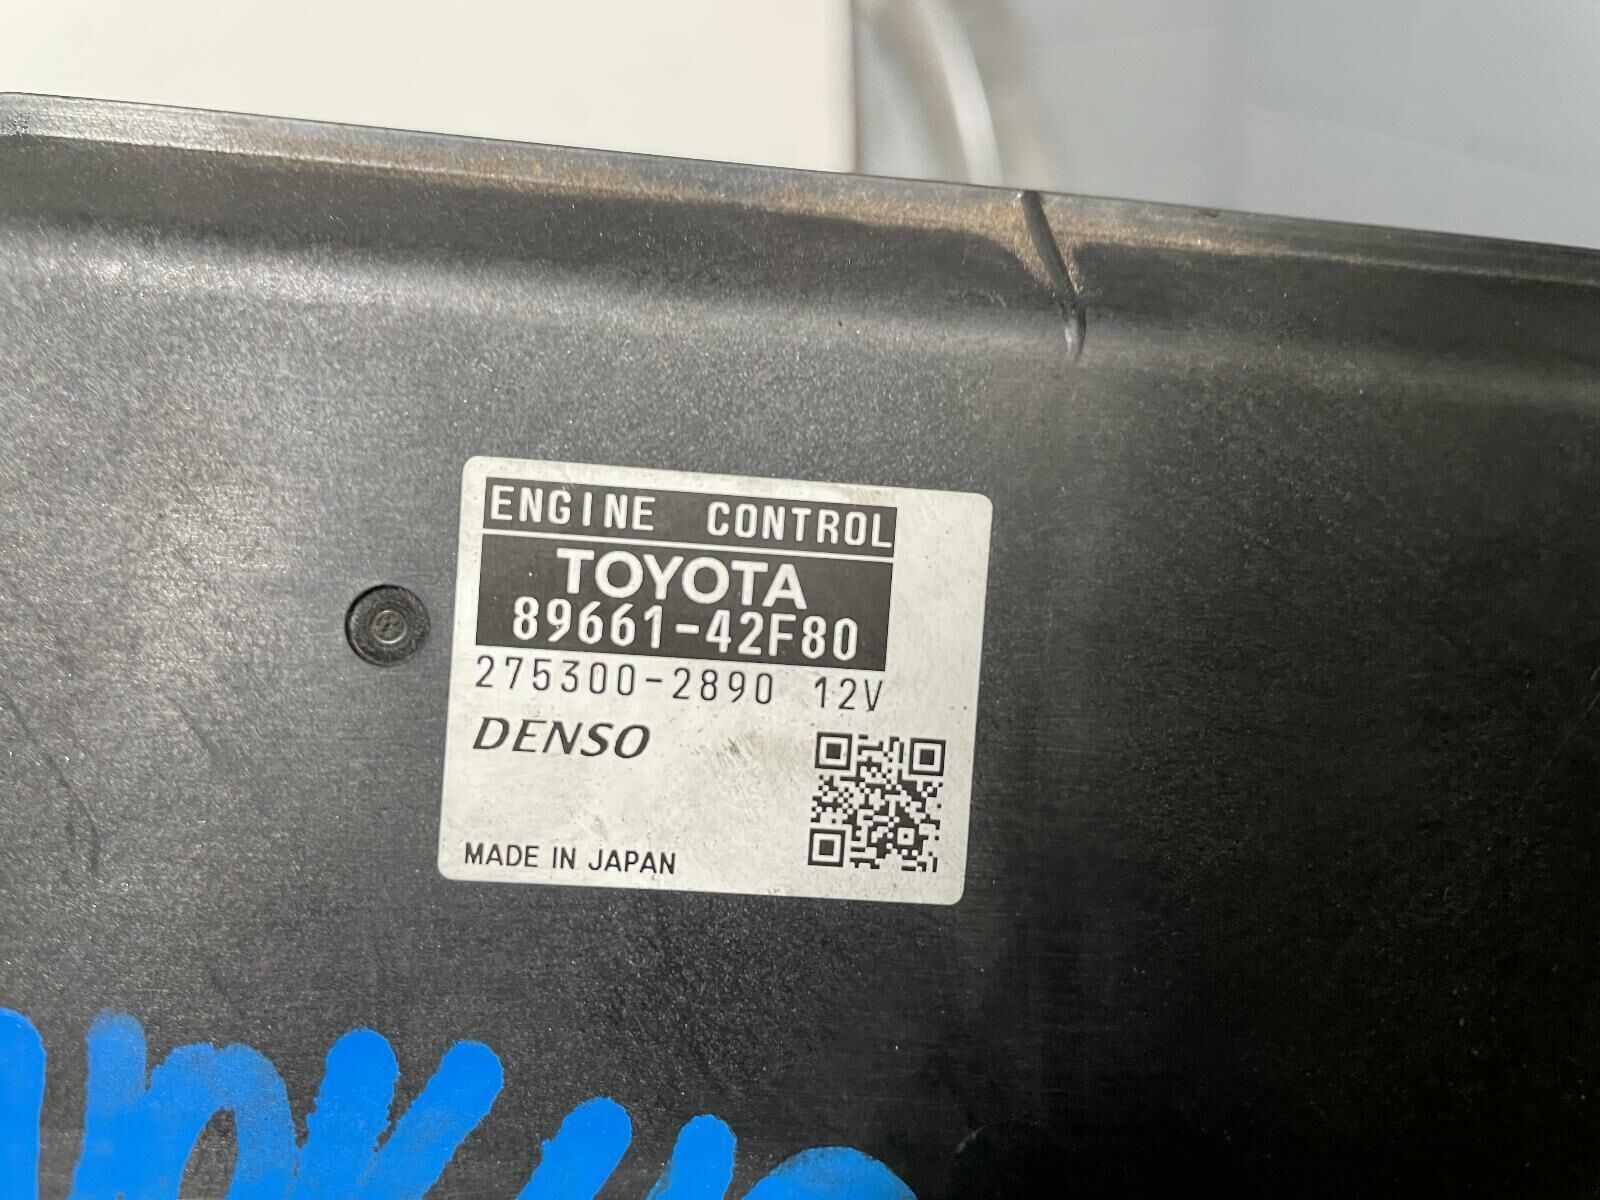 ENGINE CONTROL
TOYOTA
89661-42F80
275300-2890 12V
DENSO
MADE IN JAPAN